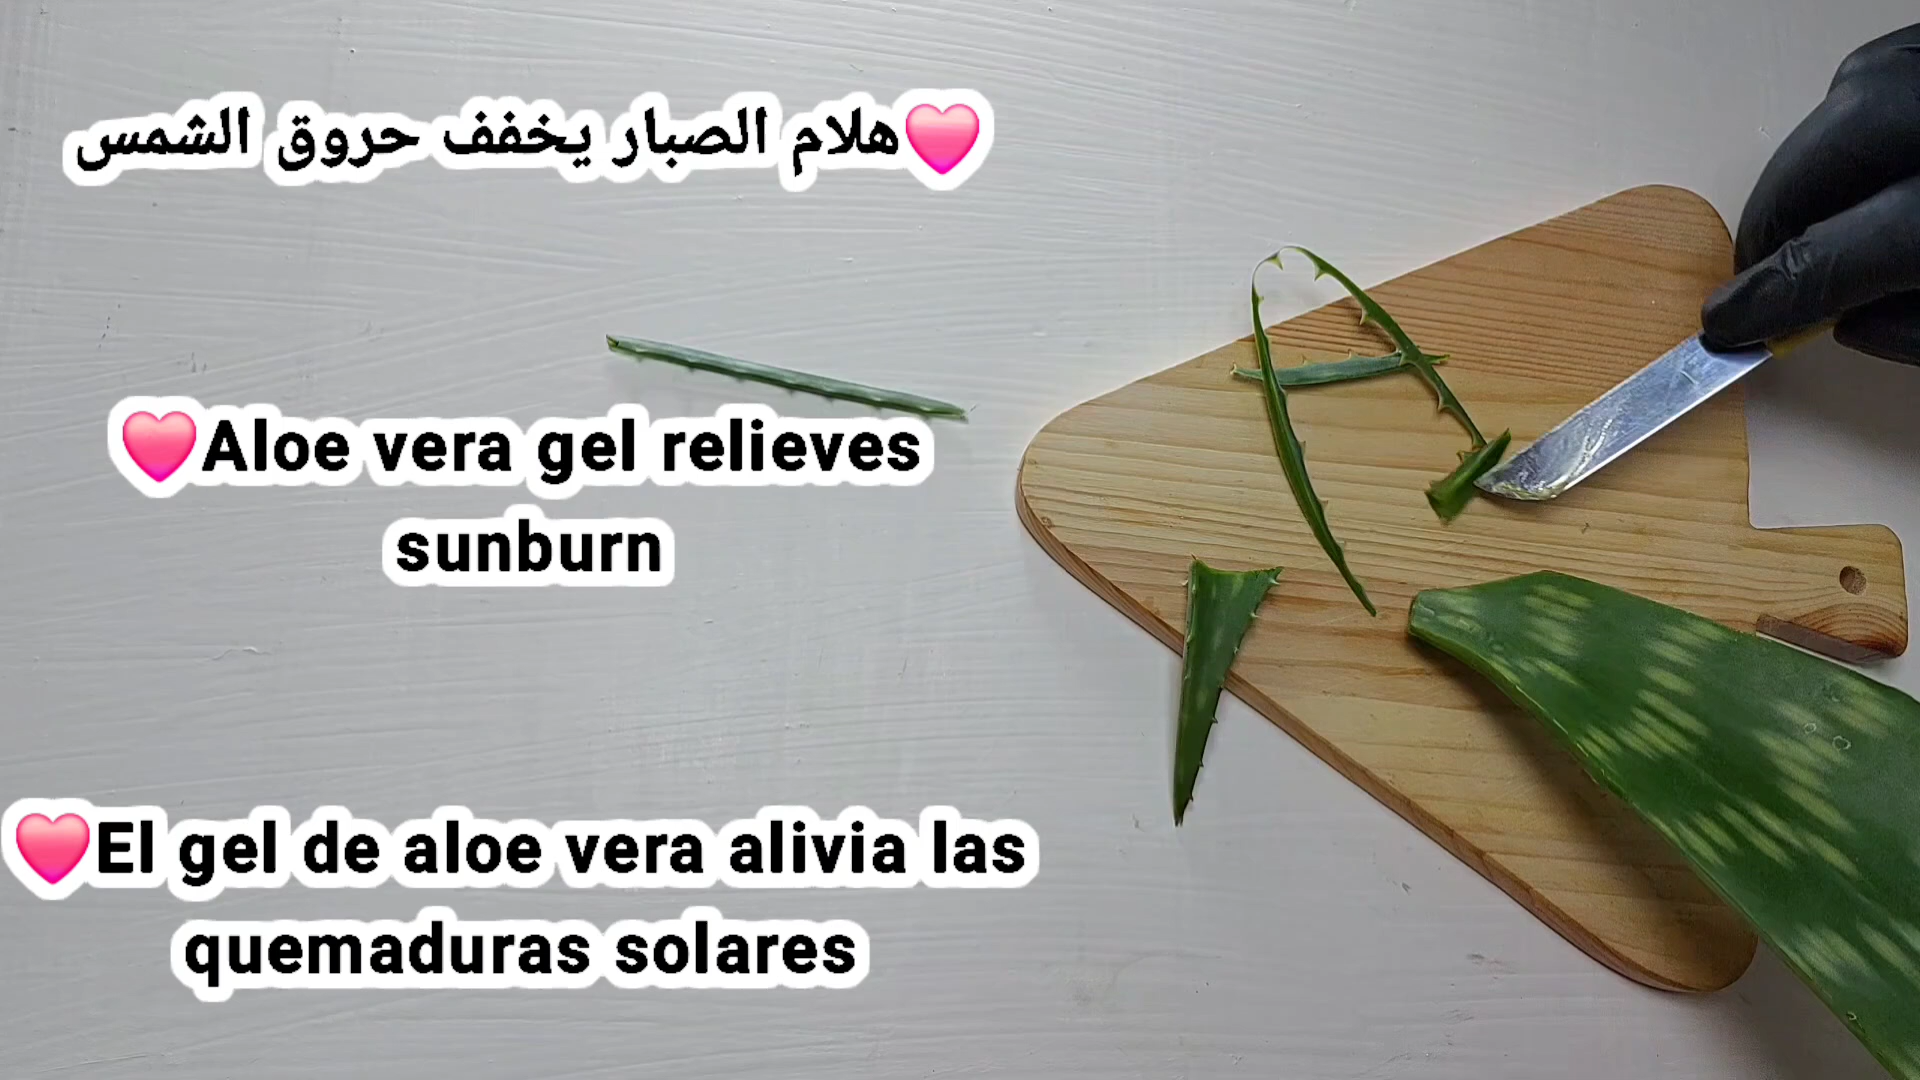 💗هلام الصبار يخفف حروق الشمس
💗Aloe vera gel relieves
sunburn
💗El gel de aloe vera alivia las
quemaduras solares